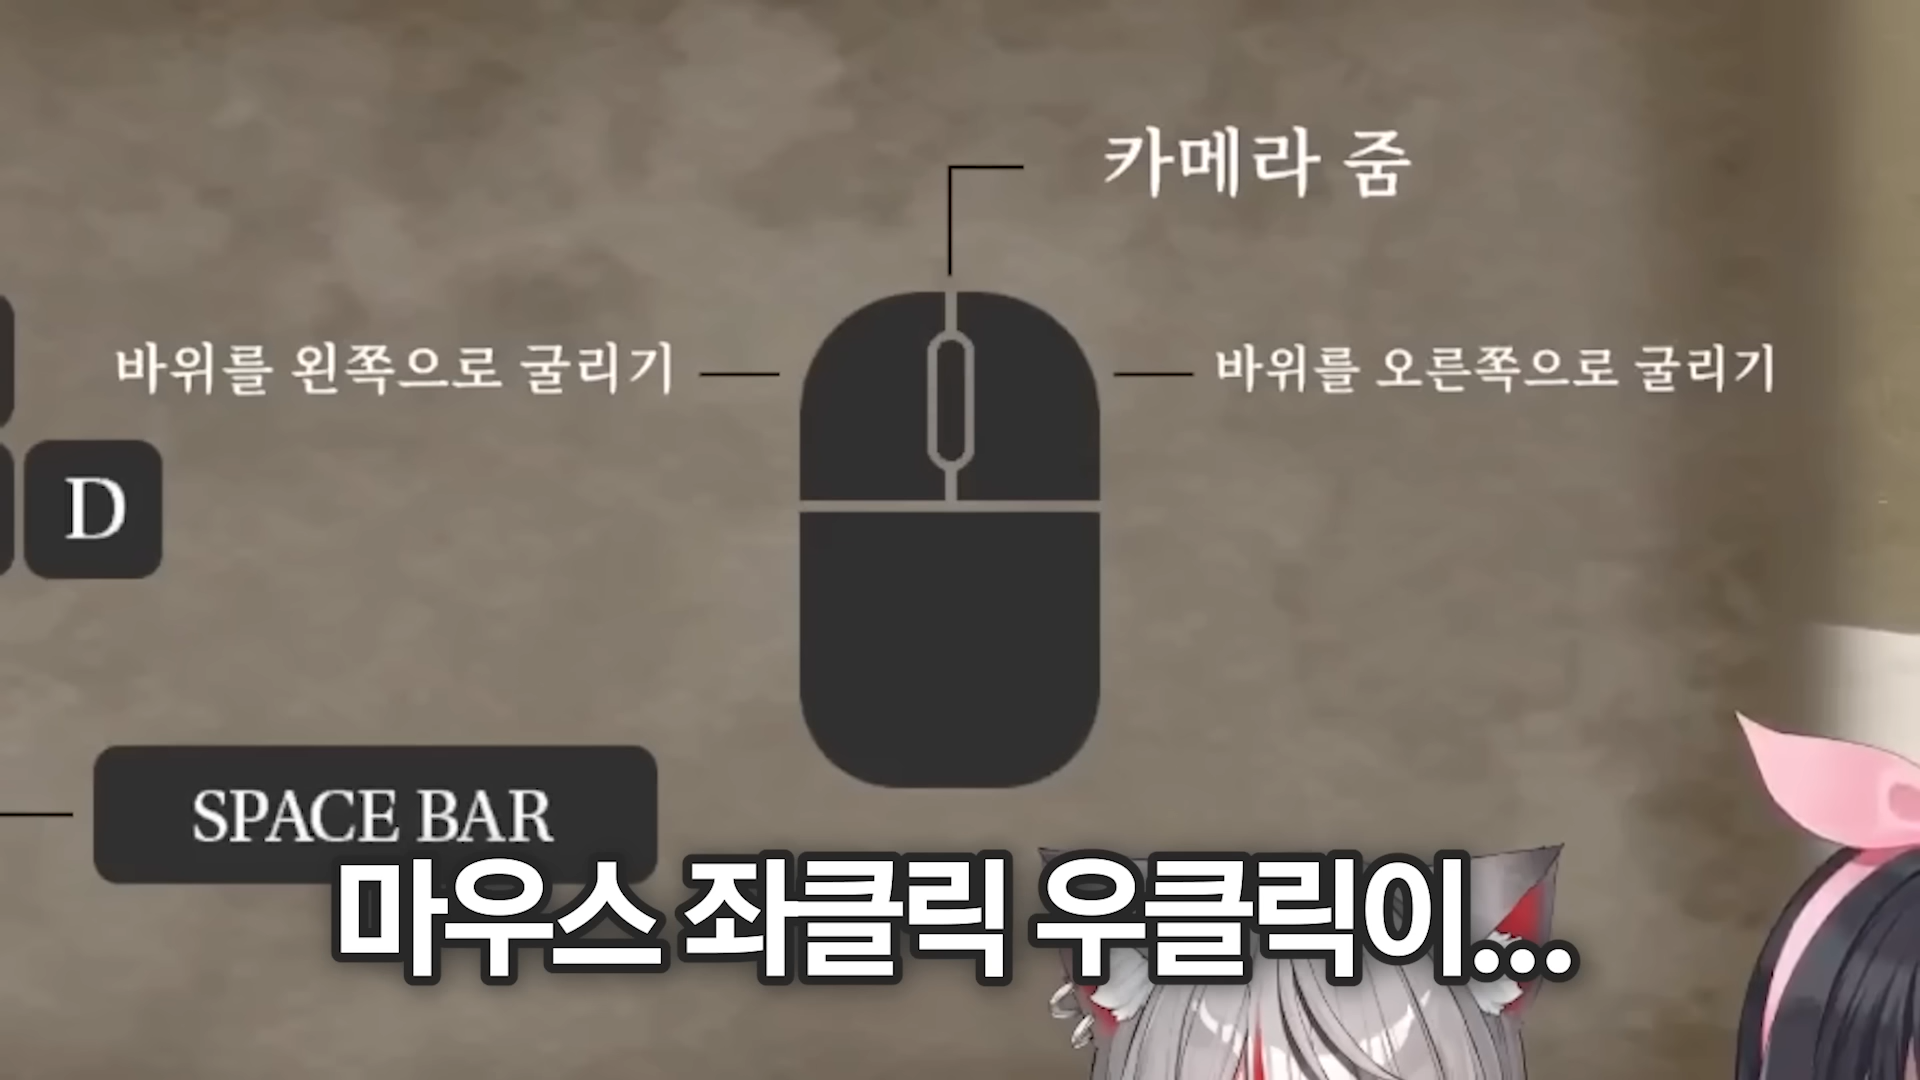 카메라 줌
바위를 왼쪽으로 굴리기
바위를 오른쪽으로 굴리기
D
SPACE BAR
마우스 좌클릭 우클릭이...